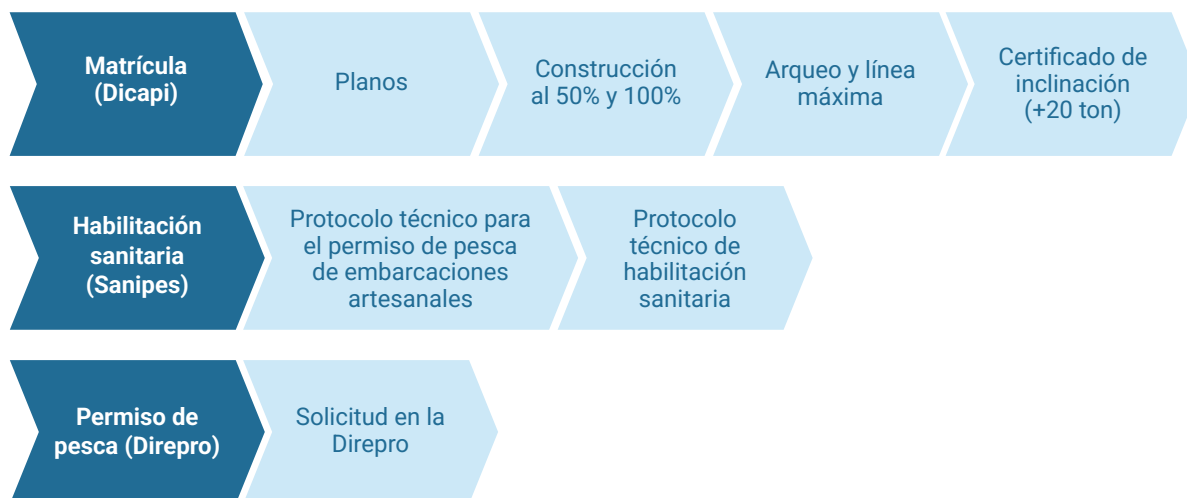 Matrícula
(Dicapi)
Planos
Construcción
al 50% y 100%
Arqueo y línea
máxima
Certificado de
inclinación
(+20 ton)
Habilitación
sanitaria
(Sanipes)
Protocolo técnico para
el permiso de pesca
de embarcaciones
artesanales
Protocolo
técnico de
habilitación
sanitaria
Permiso de
pesca (Direpro)
Solicitud en la
Direpro